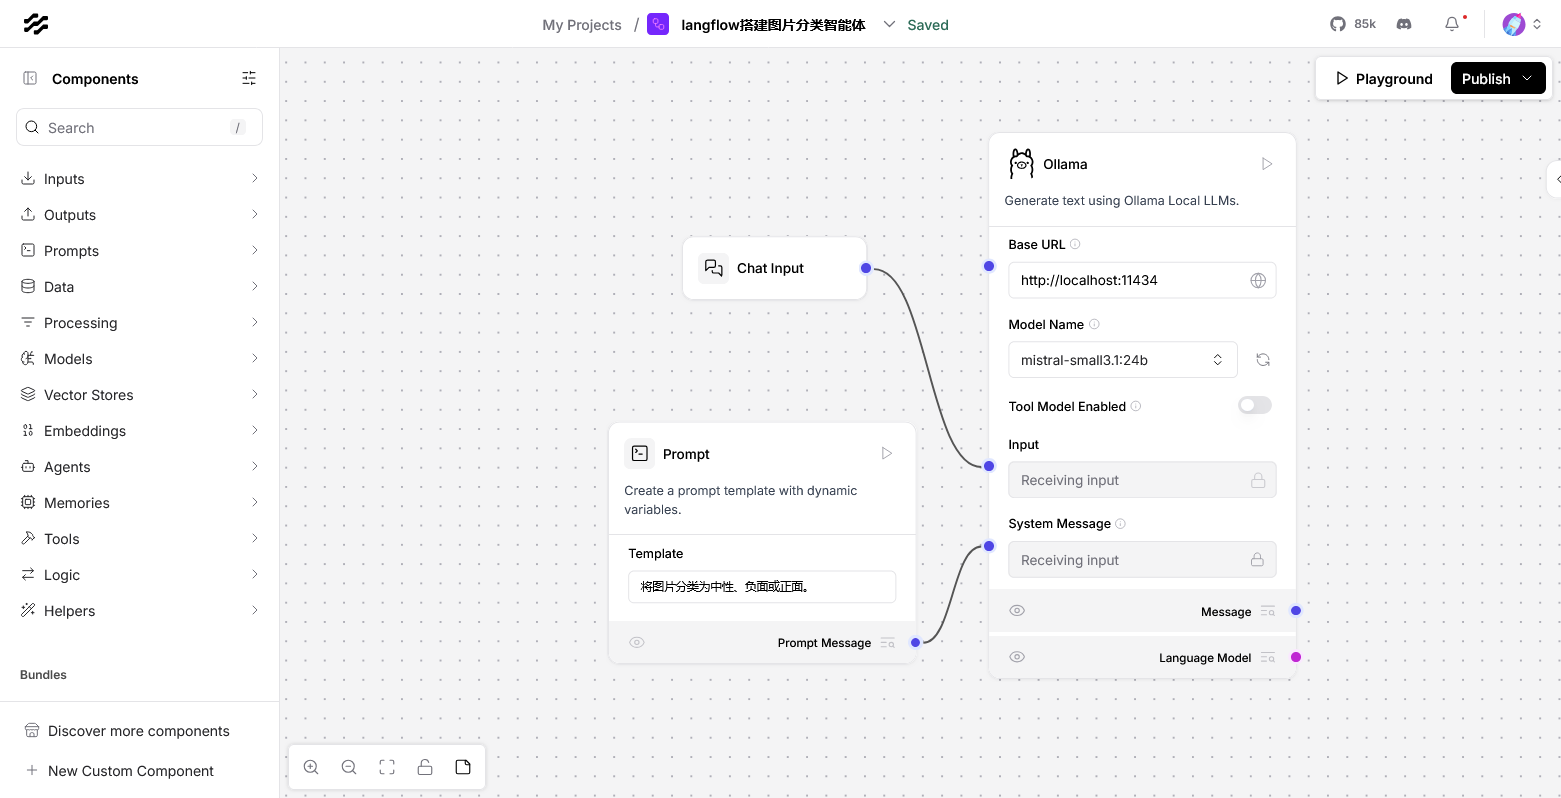 My Projects / langflow搭建图片分类智能体 Saved 85k
Components
Playground Publish
Search /
Inputs
Outputs
Prompts
Data
Processing
Models
Vector Stores
Embeddings
Agents
Memories
Tools
Logic
Helpers
Bundles
Discover more components
New Custom Component
Chat Input
Prompt
Create a prompt template with dynamic
variables.
Template
将图片分类为中性、负面或正面。
Prompt Message
Ollama
Generate text using Ollama Local LLMs.
Base URL
http://localhost:11434
Model Name
mistral-small3.1:24b
Tool Model Enabled
Input
Receiving input
System Message
Receiving input
Message
Language Model